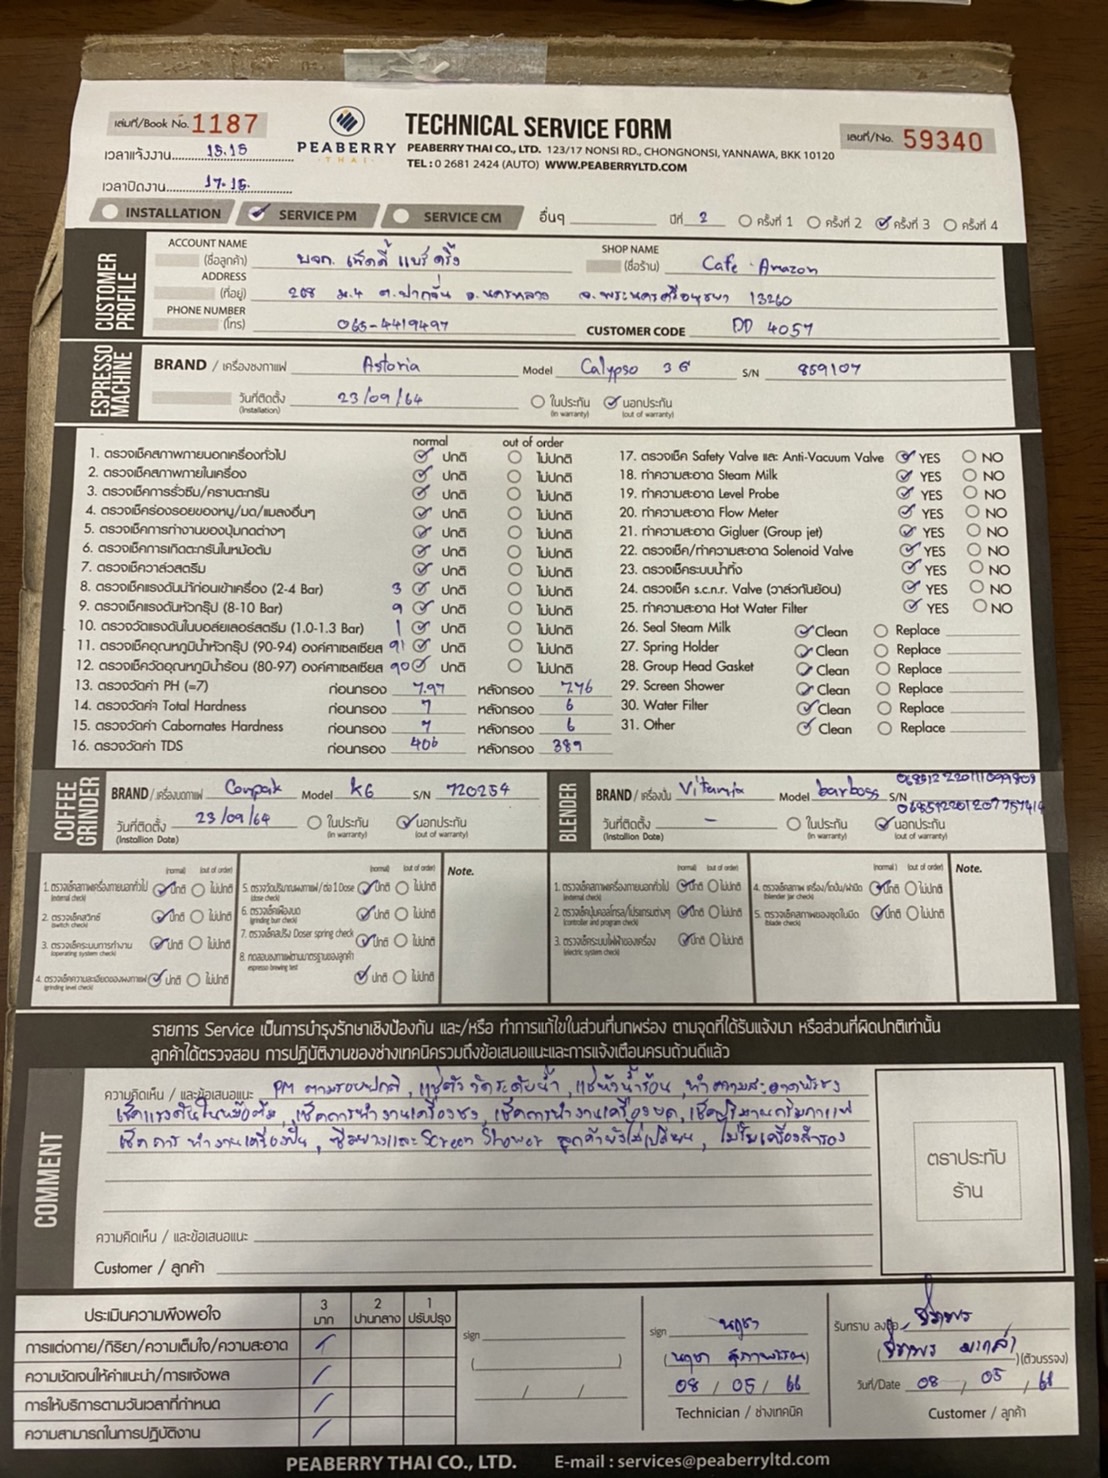 เล่มที่/Book No. 1187
PEABERRY
THAI
TECHNICAL SERVICE FORM
PEABERRY THAI CO., LTD. 123/17 NONSI RD., CHONGNONSI, YANNAWA, BKK 10120
TEL : 0 2681 2424 (AUTO) WWW.PEABERRYLTD.COM
เลขที่/No. 59340
เวลาแจ้งงาน 15.15
เวลาปิดงาน 17.15
INSTALLATION SERVICE PM SERVICE CM อื่นๆ ปีที่ 2 ครั้งที่ 1 ครั้งที่ 2 ครั้งที่ 3 ครั้งที่ 4
CUSTOMER PROFILE
ACCOUNT NAME (ชื่อลูกค้า) บจก. เท็ดดี้ แบร์ ดริ้ง SHOP NAME (ชื่อร้าน) Cafe Amazon
ADDRESS (ที่อยู่) 268 ม.4 ต.ปากจั่น อ.นครหลวง จ.พระนครศรีอยุธยา 13260
PHONE NUMBER (โทร) 065-4419497 CUSTOMER CODE DD 4057
ESPRESSO MACHINE
BRAND / เครื่องชงกาแฟ Astoria Model Calypso 3G S/N 859107
วันที่ติดตั้ง (Installation) 23/09/64 ในประกัน (in warranty) นอกประกัน (out of warranty)
normal out of order
1. ตรวจเช็คสภาพภายนอกเครื่องทั่วไป ปกติ ไม่ปกติ
2. ตรวจเช็คสภาพภายในเครื่อง ปกติ ไม่ปกติ
3. ตรวจเช็คการรั่วซึม/คราบตะกรัน ปกติ ไม่ปกติ
4. ตรวจเช็คร่องรอยของหนู/มด/แมลงอื่นๆ ปกติ ไม่ปกติ
5. ตรวจเช็คการทำงานของปุ่มกดต่างๆ ปกติ ไม่ปกติ
6. ตรวจเช็คการเกิดตะกรันในหม้อต้ม ปกติ ไม่ปกติ
7. ตรวจเช็ควาล์วสตรีม ปกติ ไม่ปกติ
8. ตรวจเช็คแรงดันน้ำก่อนเข้าเครื่อง (2-4 Bar) 3 ปกติ ไม่ปกติ
9. ตรวจเช็คแรงดันหัวกรุ๊ป (8-10 Bar) 9 ปกติ ไม่ปกติ
10. ตรวจวัดแรงดันในบอล์ยเลอร์สตรีม (1.0-1.3 Bar) 1 ปกติ ไม่ปกติ
11. ตรวจเช็คอุณหภูมิน้ำหัวกรุ๊ป (90-94) องศาเซลเซียส 91 ปกติ ไม่ปกติ
12. ตรวจเช็ควัดอุณหภูมิน้ำร้อน (80-97) องศาเซลเซียส 90 ปกติ ไม่ปกติ
13. ตรวจวัดค่า PH (=7) ก่อนกรอง 7.97 หลังกรอง 7.76
14. ตรวจวัดค่า Total Hardness ก่อนกรอง 7 หลังกรอง 6
15. ตรวจวัดค่า Cabornates Hardness ก่อนกรอง 7 หลังกรอง 6
16. ตรวจวัดค่า TDS ก่อนกรอง 406 หลังกรอง 389
17. ตรวจเช็ค Safety Valve และ Anti-Vacuum Valve YES NO
18. ทำความสะอาด Steam Milk YES NO
19. ทำความสะอาด Level Probe YES NO
20. ทำความสะอาด Flow Meter YES NO
21. ทำความสะอาด Gigluer (Group jet) YES NO
22. ตรวจเช็ค/ทำความสะอาด Solenoid Valve YES NO
23. ตรวจเช็คระบบน้ำทิ้ง YES NO
24. ตรวจเช็ค s.c.n.r. Valve (วาล์วกันย้อน) YES NO
25. ทำความสะอาด Hot Water Filter YES NO
26. Seal Steam Milk Clean Replace
27. Spring Holder Clean Replace
28. Group Head Gasket Clean Replace
29. Screen Shower Clean Replace
30. Water Filter Clean Replace
31. Other Clean Replace
COFFEE GRINDER
BRAND / เครื่องบดกาแฟ Compak Model K6 S/N 720254
วันที่ติดตั้ง (Installion Date) 23/09/64 ในประกัน (in warranty) นอกประกัน (out of warranty)
BLENDER
BRAND / เครื่องปั่น Vitamix Model barboss S/N
วันที่ติดตั้ง (Installation Date) - ในประกัน (in warranty) นอกประกัน (out of warranty)
(normal) (out of order) (normal) (out of order) Note.
1. ตรวจเช็คสภาพเครื่องภายนอกทั่วไป (external check) ปกติ ไม่ปกติ
2. ตรวจเช็คสวิทช์ (switch check) ปกติ ไม่ปกติ
3. ตรวจเช็คระบบการทำงาน (operating system check) ปกติ ไม่ปกติ
4. ตรวจเช็คความละเอียดของผงกาแฟ (grinding level check) ปกติ ไม่ปกติ
5. ตรวจวัดปริมาณผงกาแฟ/ ต่อ 1 Dose (dose check) ปกติ ไม่ปกติ
6. ตรวจเช็คเฟืองบด (grinding burr check) ปกติ ไม่ปกติ
7. ตรวจเช็คสปริง Doser spring check ปกติ ไม่ปกติ
8. ทดสอบชงกาแฟตามมาตรฐานของลูกค้า espresso brewing test ปกติ ไม่ปกติ
(normal) (out of order) (normal) (out of order) Note.
1. ตรวจเช็คสภาพเครื่องภายนอกทั่วไป (external check) ปกติ ไม่ปกติ
2. ตรวจเช็คปุ่มคอลโทรล/โปรแกรมต่างๆ (controller and program check) ปกติ ไม่ปกติ
3. ตรวจเช็คระบบไฟฟ้าของเครื่อง (electric system check) ปกติ ไม่ปกติ
4. ตรวจเช็คสภาพ เครื่อง/โถปั่น/ฝาปิด (blender jar check) ปกติ ไม่ปกติ
5. ตรวจเช็คสภาพของชุดใบมีด (blade check) ปกติ ไม่ปกติ
รายการ Service เป็นการบำรุงรักษาเชิงป้องกัน และ/หรือ ทำการแก้ไขในส่วนที่บกพร่อง ตามจุดที่ได้รับแจ้งมา หรือส่วนที่ผิดปกติเท่านั้น
ลูกค้าได้ตรวจสอบ การปฏิบัติงานของช่างเทคนิครวมถึงข้อเสนอแนะและการแจ้งเตือนครบถ้วนดีแล้ว
COMMENT
ความคิดเห็น / และข้อเสนอแนะ PM ตามรอบปกติ, แช่ตัววัดระดับน้ำ, แช่หัวน้ำร้อน, ทำความสะอาด
เช็คแรงดันในหม้อต้ม, เช็คการทำงานเครื่องชง, เช็คการทำงานเครื่องบด, เช็คปริมาณกรัมกาแฟ
เช็คการทำงานเครื่องปั่น, ซีลยางและ Screen Shower ลูกค้ายังไม่เปลี่ยน, ไม่รับเครื่องสำรอง
ตราประทับ
ร้าน
ความคิดเห็น / และข้อเสนอแนะ
Customer / ลูกค้า
ประเมินความพึงพอใจ 3 มาก 2 ปานกลาง 1 ปรับปรุง
การแต่งกาย/กิริยา/ความเต็มใจ/ความสะอาด
ความชัดเจนให้คำแนะนำ/การแจ้งผล
การให้บริการตามวันเวลาที่กำหนด
ความสามารถในการปฏิบัติงาน
sign
sign
08 / 05 / 66
Technician / ช่างเทคนิค
รับทราบ ลงชื่อ
(ตัวบรรจง)
วันที่/Date 08 / 05 / 66
Customer / ลูกค้า
PEABERRY THAI CO., LTD. E-mail : services@peaberryltd.com